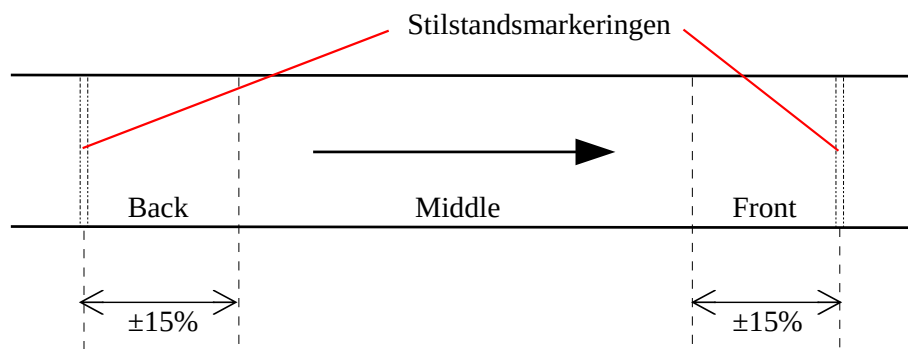 Stilstandsmarkeringen
Back
Middle
Front
±15%
±15%